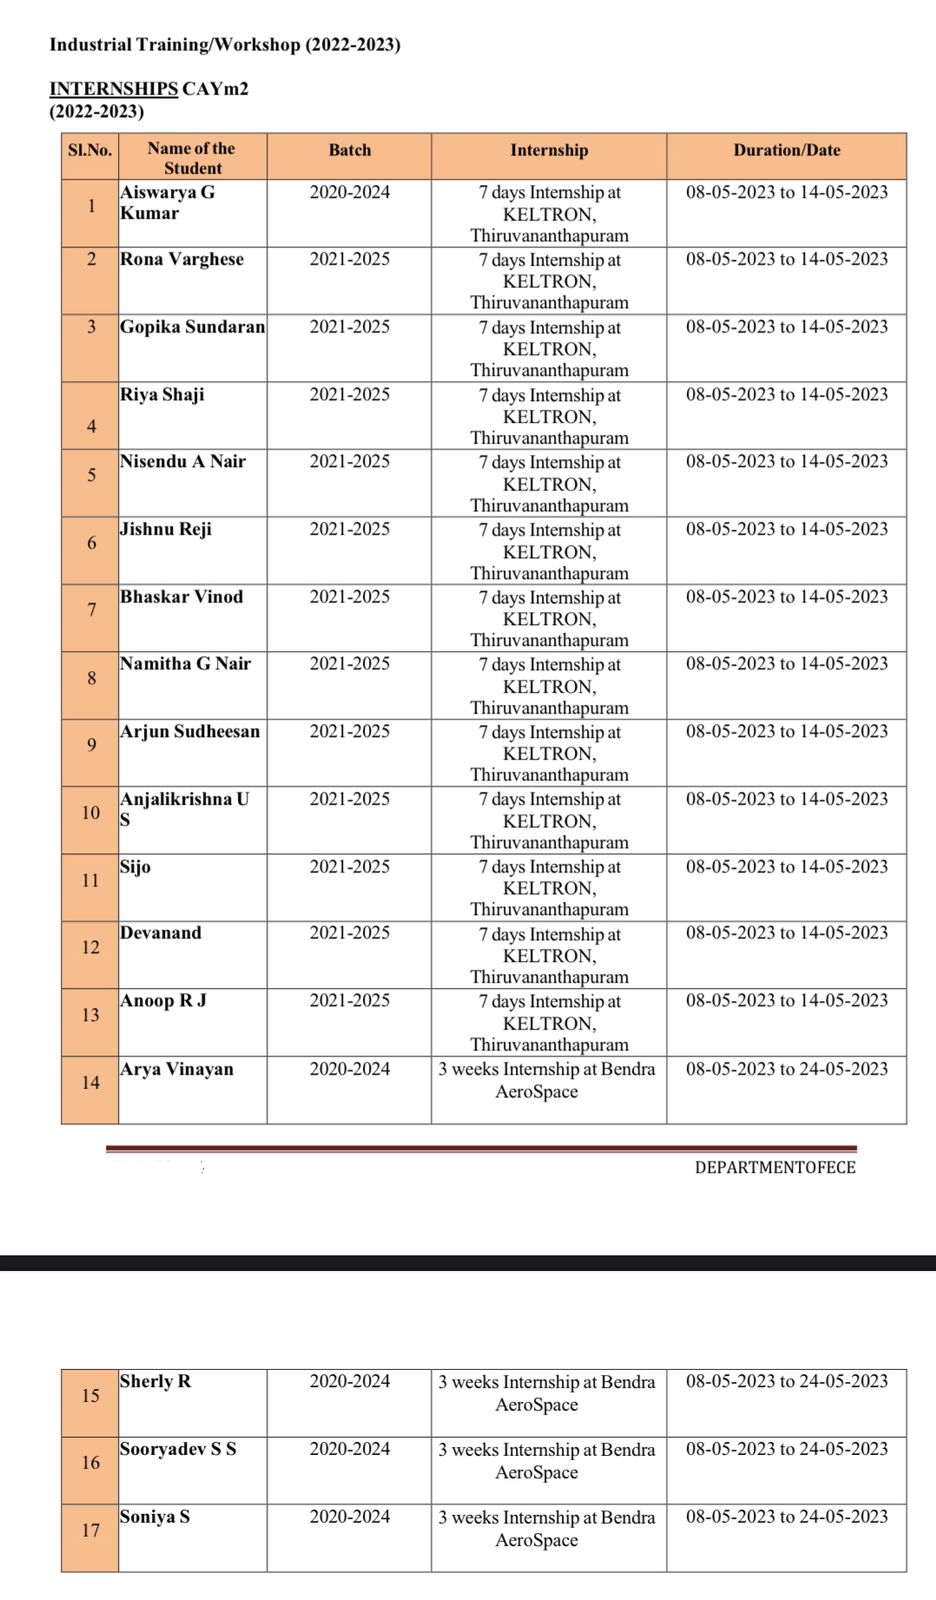 Industrial Training/Workshop (2022-2023)
INTERNSHIPS CAYm2
(2022-2023)
Sl.No. Name of the Student Batch Internship Duration/Date
1 Aiswarya G Kumar 2020-2024 7 days Internship at KELTRON, Thiruvananthapuram 08-05-2023 to 14-05-2023
2 Rona Varghese 2021-2025 7 days Internship at KELTRON, Thiruvananthapuram 08-05-2023 to 14-05-2023
3 Gopika Sundaran 2021-2025 7 days Internship at KELTRON, Thiruvananthapuram 08-05-2023 to 14-05-2023
4 Riya Shaji 2021-2025 7 days Internship at KELTRON, Thiruvananthapuram 08-05-2023 to 14-05-2023
5 Nisendu A Nair 2021-2025 7 days Internship at KELTRON, Thiruvananthapuram 08-05-2023 to 14-05-2023
6 Jishnu Reji 2021-2025 7 days Internship at KELTRON, Thiruvananthapuram 08-05-2023 to 14-05-2023
7 Bhaskar Vinod 2021-2025 7 days Internship at KELTRON, Thiruvananthapuram 08-05-2023 to 14-05-2023
8 Namitha G Nair 2021-2025 7 days Internship at KELTRON, Thiruvananthapuram 08-05-2023 to 14-05-2023
9 Arjun Sudheesan 2021-2025 7 days Internship at KELTRON, Thiruvananthapuram 08-05-2023 to 14-05-2023
10 Anjalikrishna U S 2021-2025 7 days Internship at KELTRON, Thiruvananthapuram 08-05-2023 to 14-05-2023
11 Sijo 2021-2025 7 days Internship at KELTRON, Thiruvananthapuram 08-05-2023 to 14-05-2023
12 Devanand 2021-2025 7 days Internship at KELTRON, Thiruvananthapuram 08-05-2023 to 14-05-2023
13 Anoop R J 2021-2025 7 days Internship at KELTRON, Thiruvananthapuram 08-05-2023 to 14-05-2023
14 Arya Vinayan 2020-2024 3 weeks Internship at Bendra AeroSpace 08-05-2023 to 24-05-2023
DEPARTMENTOFECE
15 Sherly R 2020-2024 3 weeks Internship at Bendra AeroSpace 08-05-2023 to 24-05-2023
16 Sooryadev S S 2020-2024 3 weeks Internship at Bendra AeroSpace 08-05-2023 to 24-05-2023
17 Soniya S 2020-2024 3 weeks Internship at Bendra AeroSpace 08-05-2023 to 24-05-2023